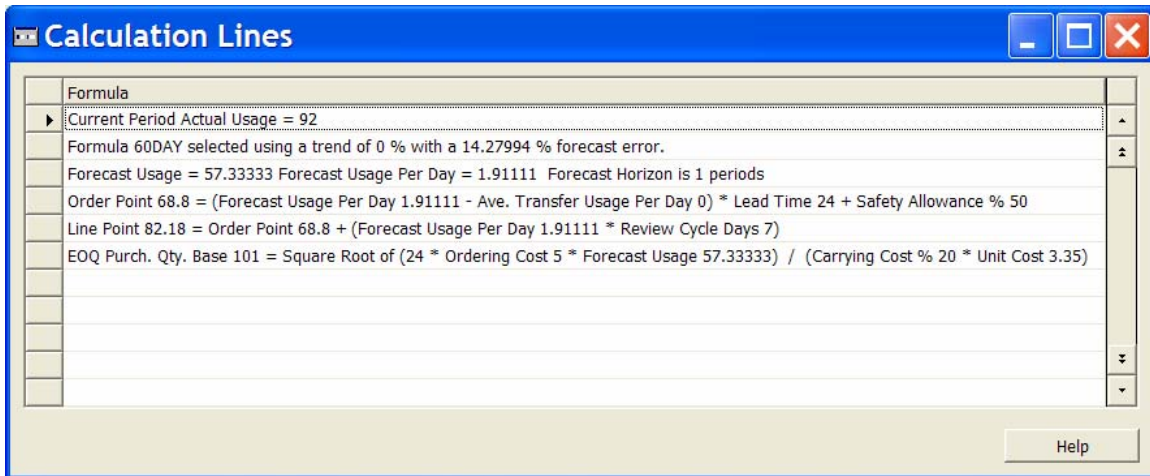 Calculation Lines
Formula
Current Period Actual Usage = 92
Formula 60DAY selected using a trend of 0 % with a 14.27994 % forecast error.
Forecast Usage = 57.33333 Forecast Usage Per Day = 1.91111  Forecast Horizon is 1 periods
Order Point 68.8 = (Forecast Usage Per Day 1.91111 - Ave. Transfer Usage Per Day 0) * Lead Time 24 + Safety Allowance % 50
Line Point 82.18 = Order Point 68.8 + (Forecast Usage Per Day 1.91111 * Review Cycle Days 7)
EOQ Purch. Qty. Base 101 = Square Root of (24 * Ordering Cost 5 * Forecast Usage 57.33333)  /  (Carrying Cost % 20 * Unit Cost 3.35)
Help